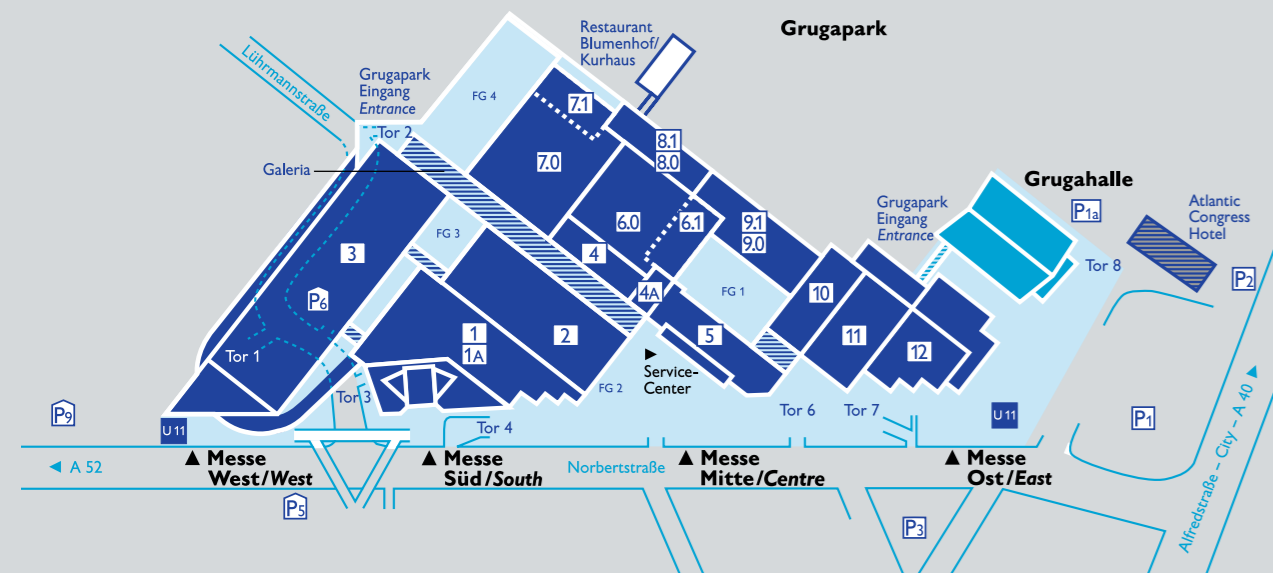 Grugapark
Restaurant
Blumenhof/
Kurhaus
Lührmannstraße
Grugapark
Eingang
Entrance
Tor 2
FG 4
7.1
7.0
8.1
8.0
Galeria
Grugahalle
Grugapark
Eingang
Entrance
P1a
Atlantic
Congress
Hotel
Tor 8
P2
3
FG 3
6.0
6.1
9.1
9.0
4
4A
FG 1
10
P6
1
1A
2
5
11
12
Tor 1
Service-
Center
FG 2
Tor 3
Tor 4
Tor 6
Tor 7
P9
U 11
U 11
P1
A 52
Messe
West/West
Messe
Süd/South
Norbertstraße
Messe
Mitte/Centre
Messe
Ost/East
P5
P3
Alfredstraße – City – A 40